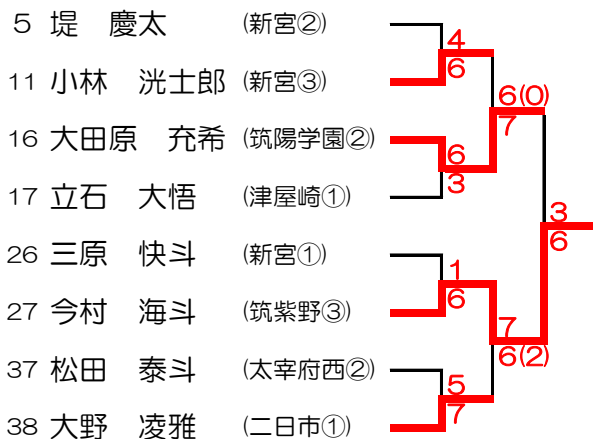 5 堤 慶太 (新宮②)
4
6
11 小林 洸士郎 (新宮③)
6(0)
7
16 大田原 充希 (筑陽学園②)
6
3
17 立石 大悟 (津屋崎①)
3
6
26 三原 快斗 (新宮①)
1
6
27 今村 海斗 (筑紫野③)
7
6(2)
37 松田 泰斗 (太宰府西②)
5
7
38 大野 凌雅 (二日市①)